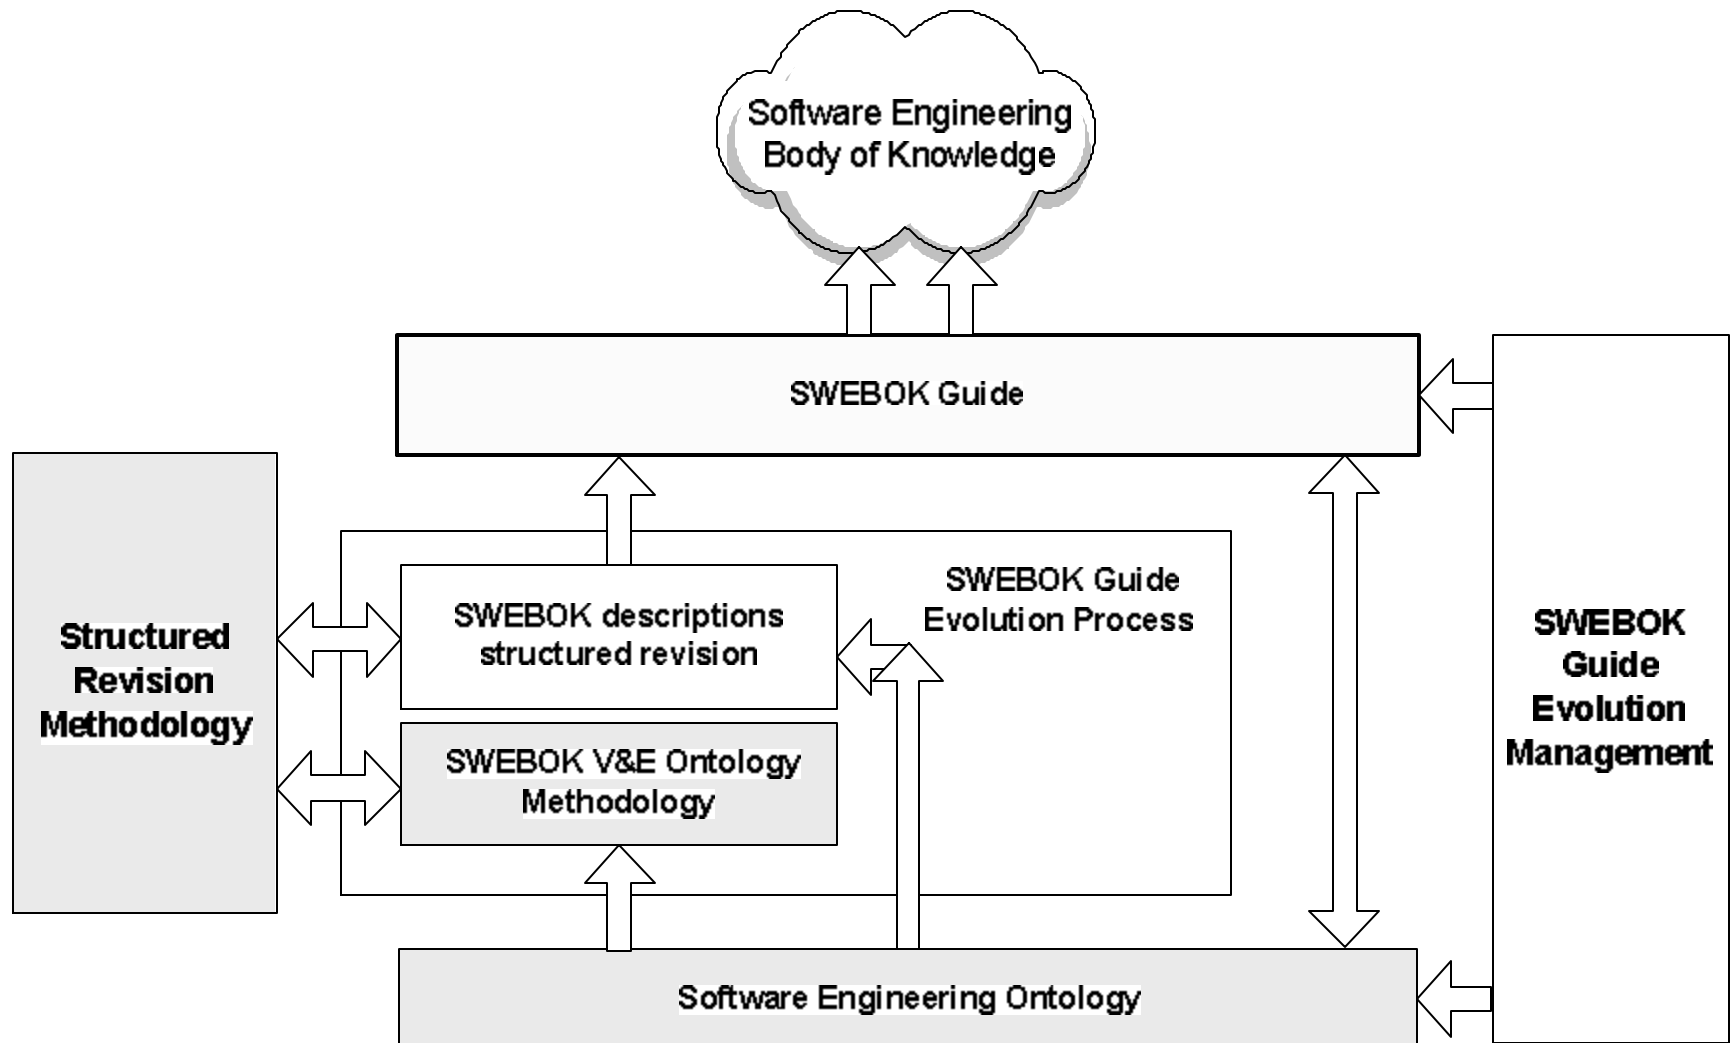 Software Engineering
Body of Knowledge
SWEBOK Guide
SWEBOK Guide
Evolution Process
SWEBOK descriptions
structured revision
Structured
Revision
Methodology
SWEBOK
Guide
Evolution
Management
SWEBOK V&E Ontology
Methodology
Software Engineering Ontology